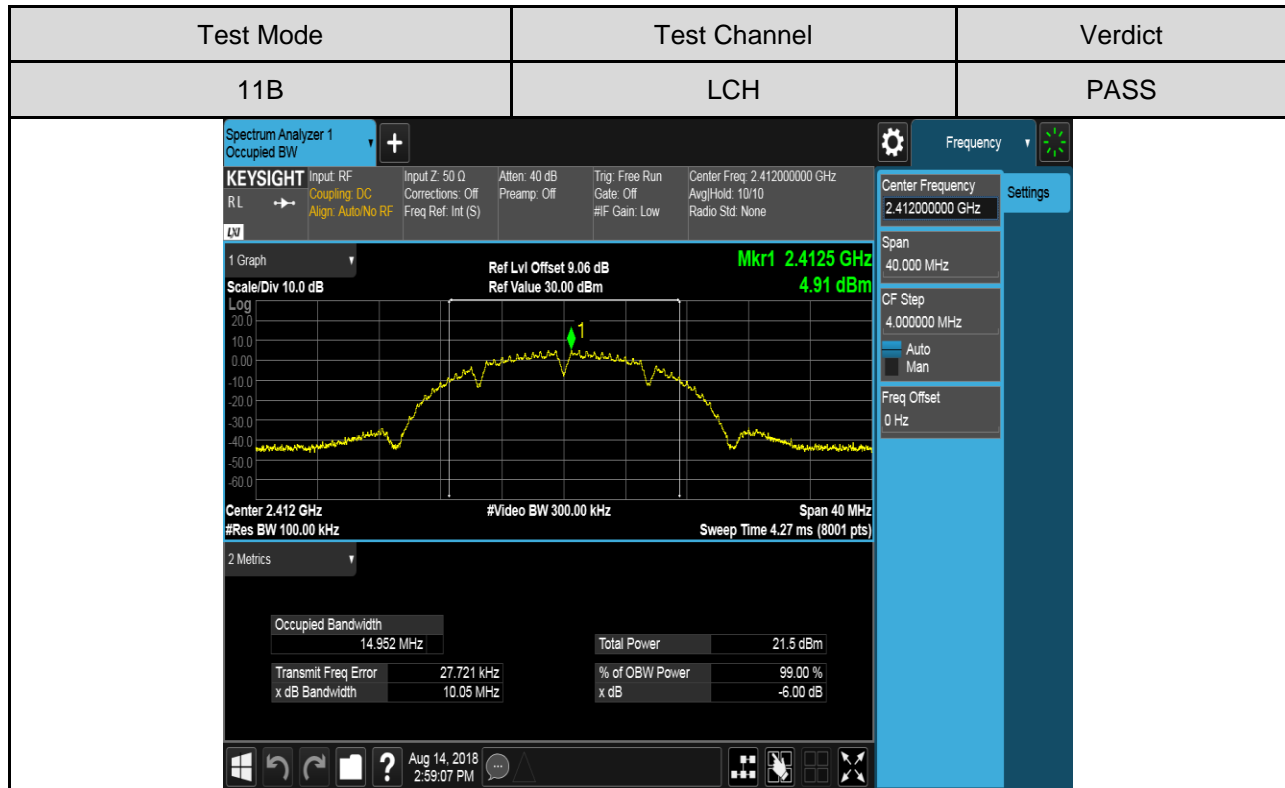 Test Mode Test Channel Verdict
11B LCH PASS
Spectrum Analyzer 1
Occupied BW
+
Frequency
KEYSIGHT
RL
LXI
Input: RF
Coupling: DC
Align: Auto/No RF
Input Z: 50 Ω
Corrections: Off
Freq Ref: Int (S)
Atten: 40 dB
Preamp: Off
Trig: Free Run
Gate: Off
#IF Gain: Low
Center Freq: 2.412000000 GHz
Avg|Hold: 10/10
Radio Std: None
Center Frequency
2.412000000 GHz
Settings
Span
40.000 MHz
CF Step
4.000000 MHz
Auto
Man
Freq Offset
0 Hz
1 Graph
Scale/Div 10.0 dB
Ref Lvl Offset 9.06 dB
Ref Value 30.00 dBm
Mkr1 2.4125 GHz
4.91 dBm
Log
20.0
10.0
0.00
-10.0
-20.0
-30.0
-40.0
-50.0
-60.0
1
Center 2.412 GHz
#Res BW 100.00 kHz
#Video BW 300.00 kHz
Span 40 MHz
Sweep Time 4.27 ms (8001 pts)
2 Metrics
Occupied Bandwidth
14.952 MHz
Total Power 21.5 dBm
Transmit Freq Error 27.721 kHz
% of OBW Power 99.00 %
x dB Bandwidth 10.05 MHz
x dB -6.00 dB
?
Aug 14, 2018
2:59:07 PM